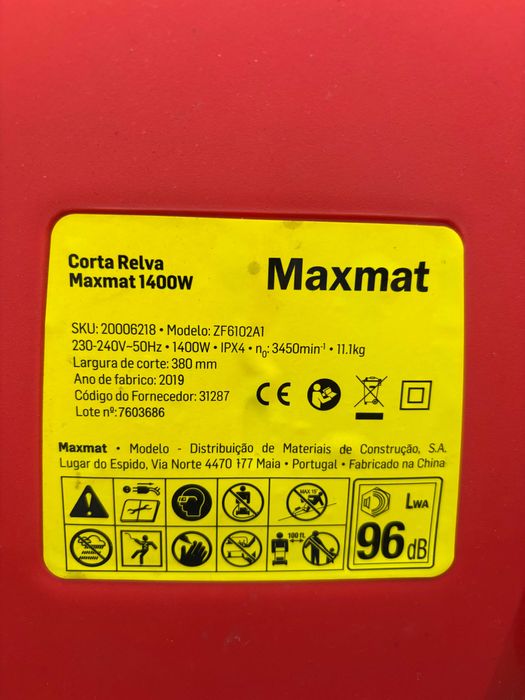 Corta Relva
Maxmat 1400W
Maxmat
SKU: 20006218 • Modelo: ZF6102A1
230-240V~50Hz • 1400W • IPX4 • n₀: 3450min⁻¹ • 11.1kg
Largura de corte: 380 mm
Ano de fabrico: 2019
Código do Fornecedor: 31287
Lote nº: 7603686
CE
Maxmat • Modelo - Distribuição de Materiais de Construção, S.A.
Lugar do Espido, Via Norte 4470 177 Maia • Portugal • Fabricado na China
MAX 15°
100 ft.
LWA
96 dB